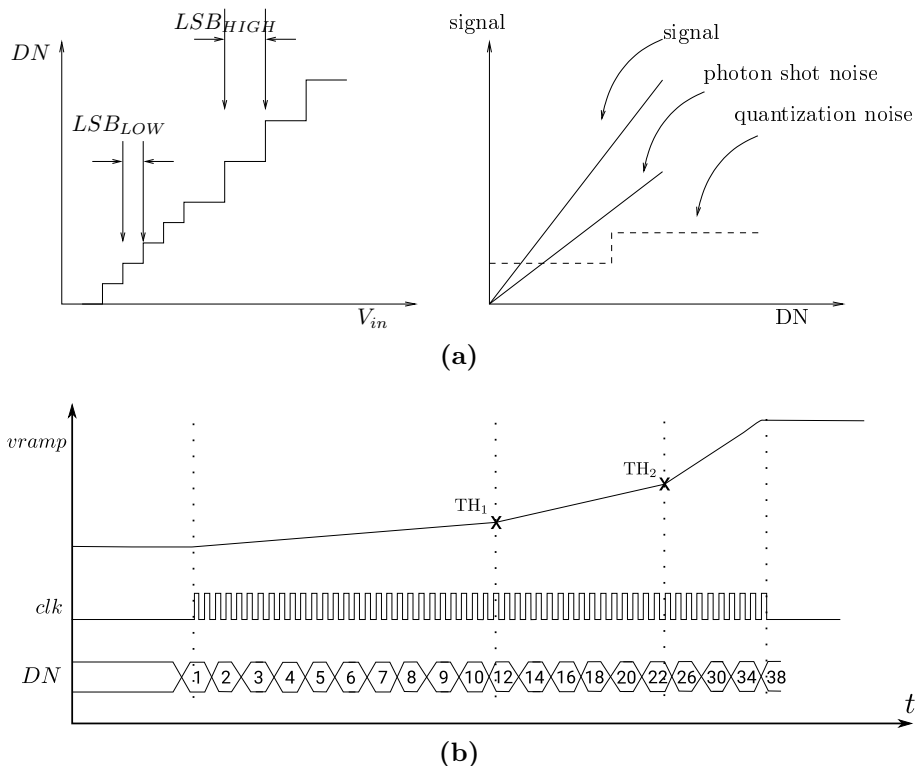 LSB_HIGH
DN
LSB_LOW
V_in
signal
signal
photon shot noise
quantization noise
DN
(a)
vramp
TH_1
TH_2
clk
DN
1 2 3 4 5 6 7 8 9 10 12 14 16 18 20 22 26 30 34 38
t
(b)